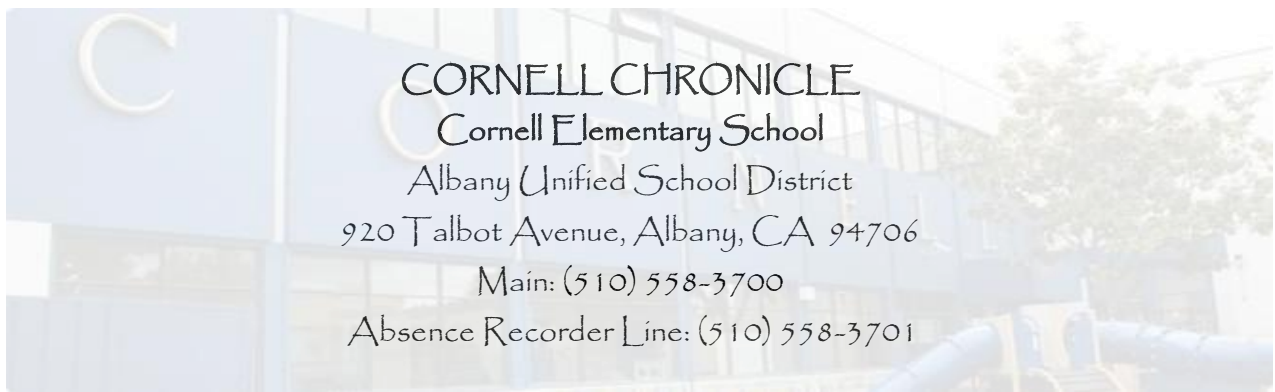 CORNELL CHRONICLE
Cornell Elementary School
Albany Unified School District
920 Talbot Avenue, Albany, CA 94706
Main: (510) 558-3700
Absence Recorder Line: (510) 558-3701
C O R N E